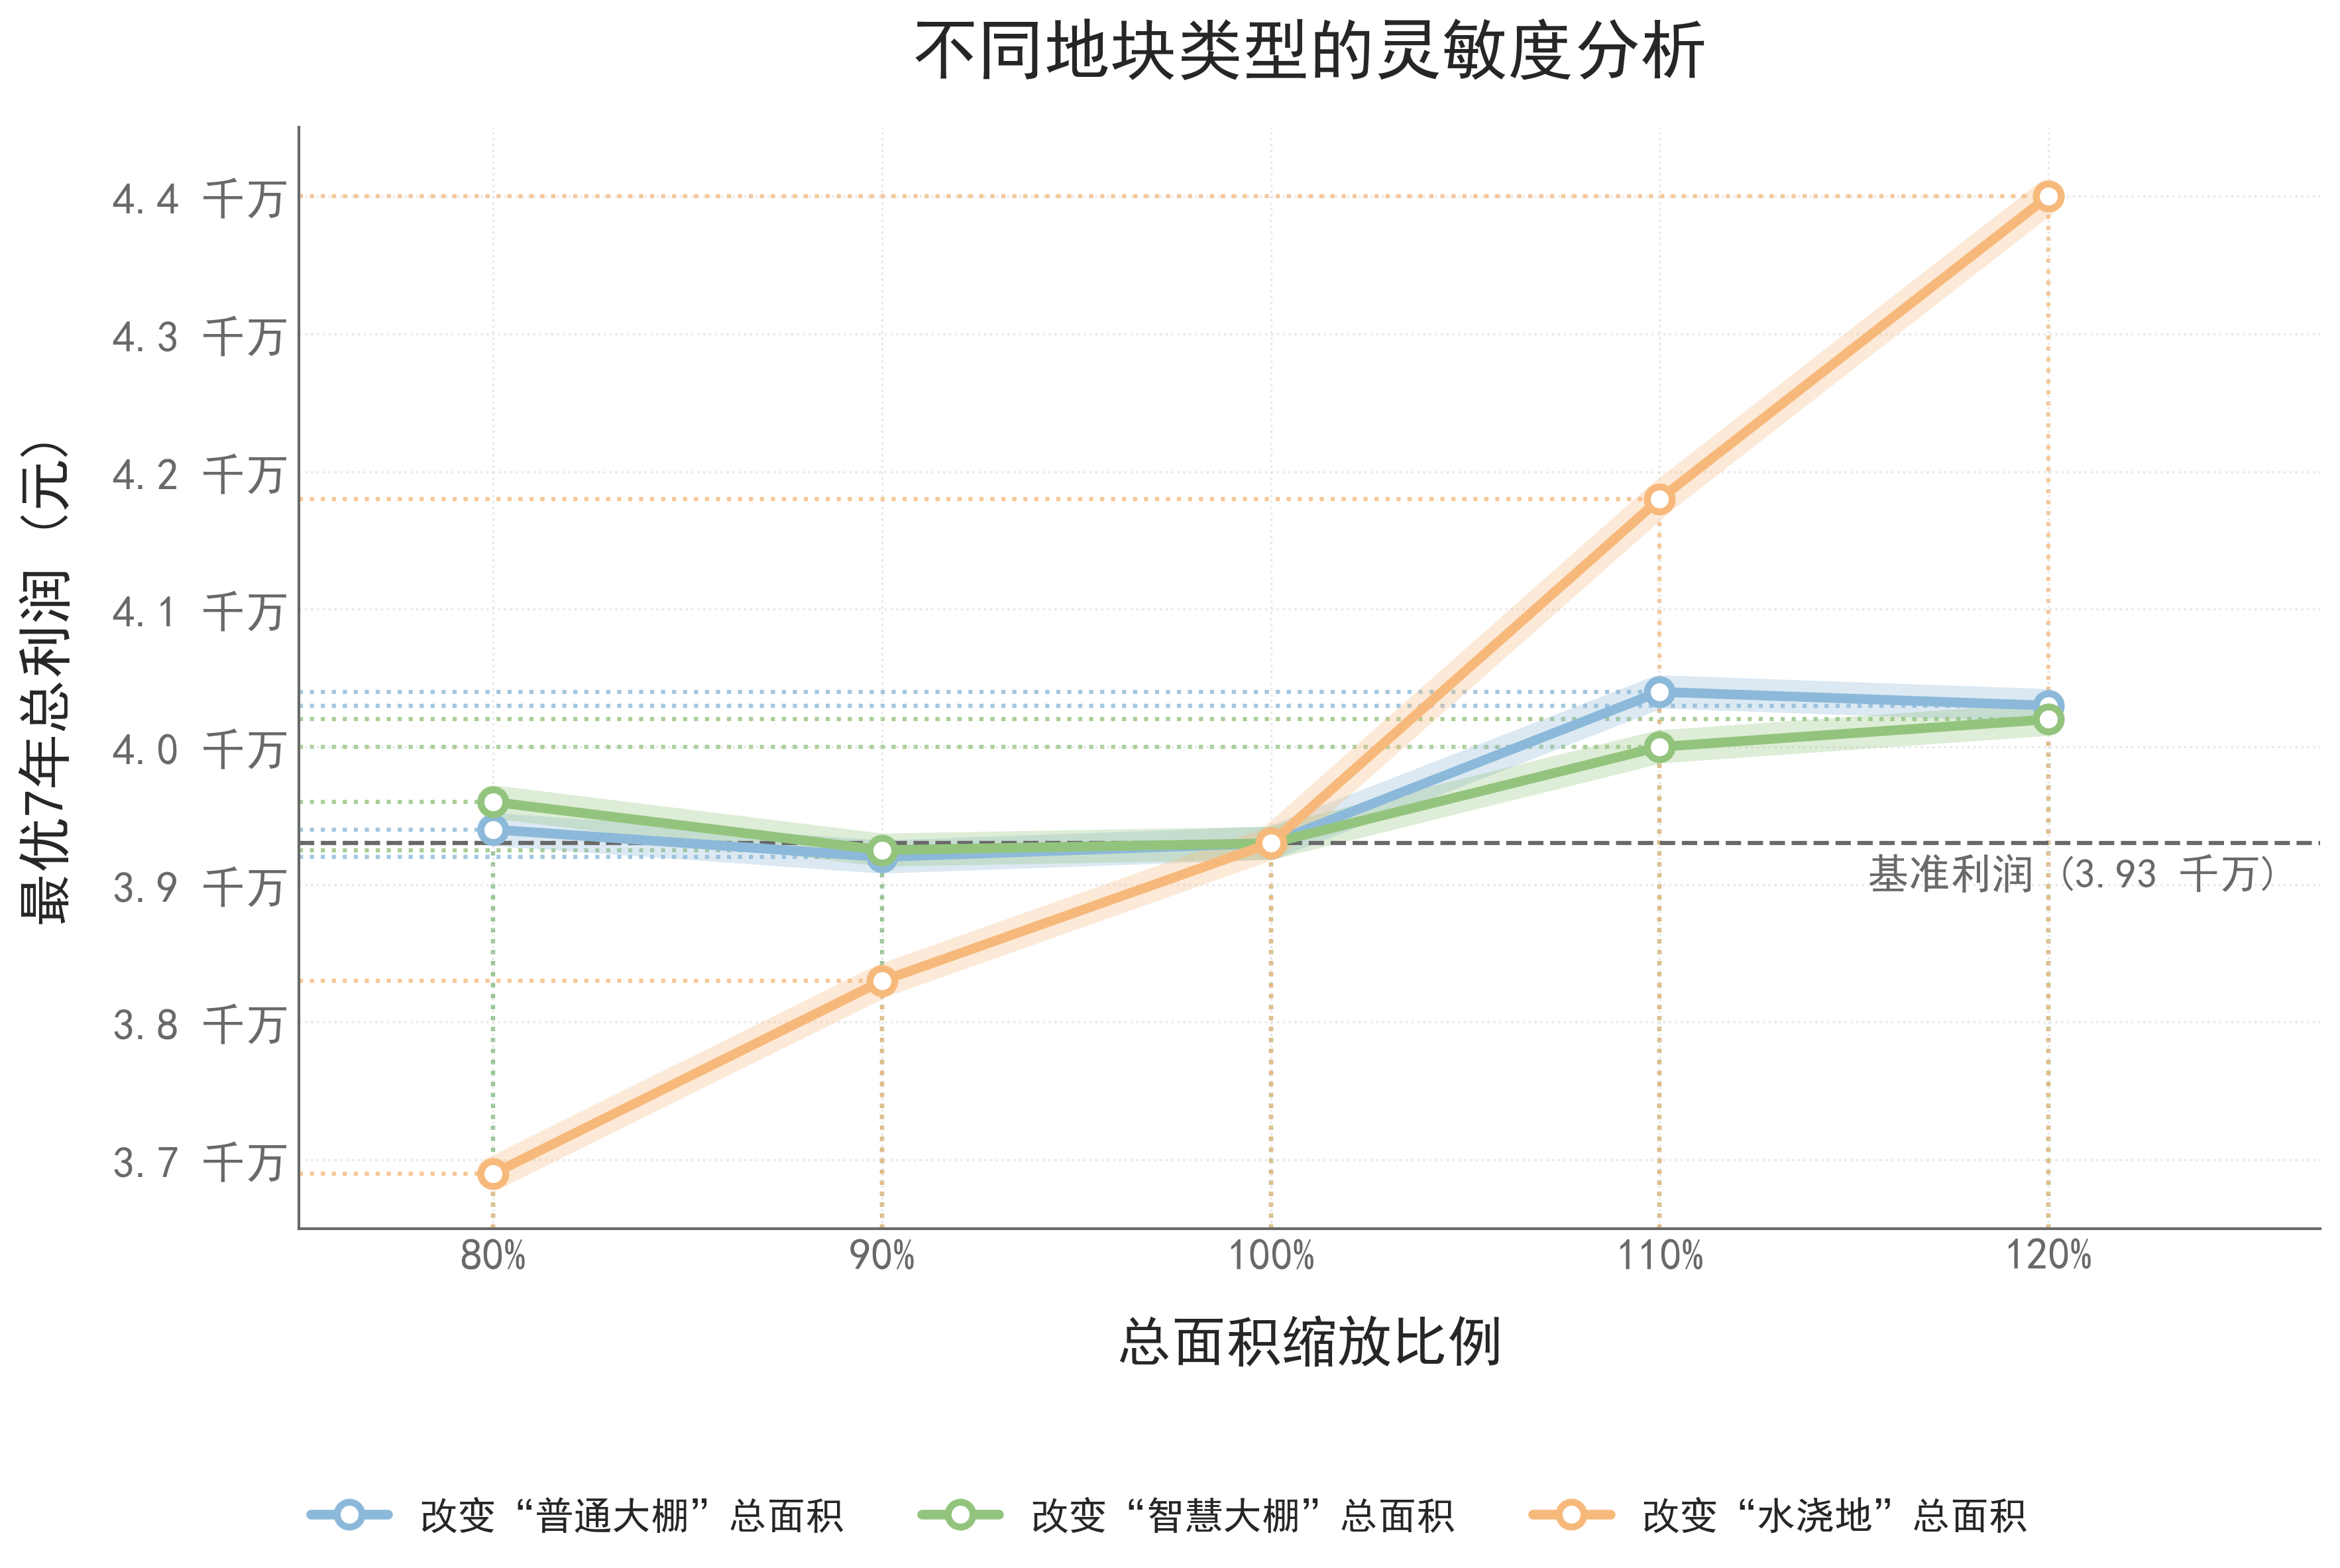 不同地块类型的灵敏度分析
最优7年总利润（元）
4.4 千万
4.3 千万
4.2 千万
4.1 千万
4.0 千万
3.9 千万
3.8 千万
3.7 千万
基准利润（3.93 千万）
80% 90% 100% 110% 120%
总面积缩放比例
改变“普通大棚”总面积 改变“智慧大棚”总面积 改变“水浇地”总面积